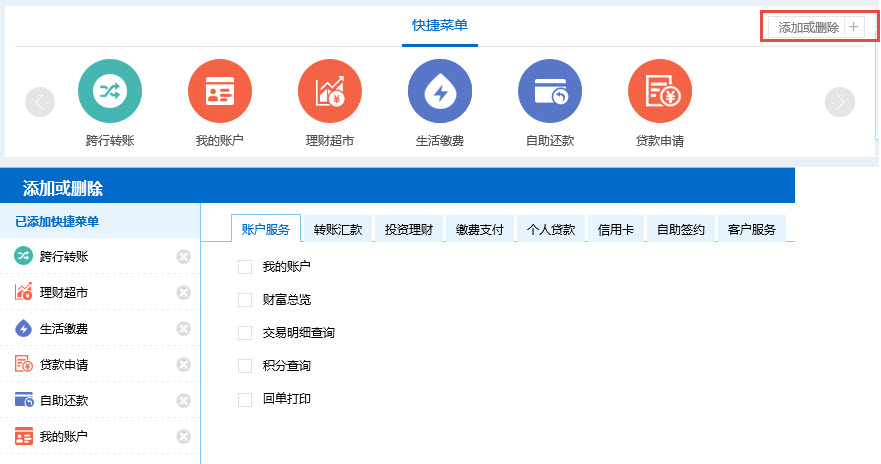 快捷菜单
添加或删除 +
跨行转账 我的账户 理财超市 生活缴费 自助还款 贷款申请
添加或删除
已添加快捷菜单
账户服务 转账汇款 投资理财 缴费支付 个人贷款 信用卡 自助签约 客户服务
跨行转账
理财超市
生活缴费
贷款申请
自助还款
我的账户
我的账户
财富总览
交易明细查询
积分查询
回单打印